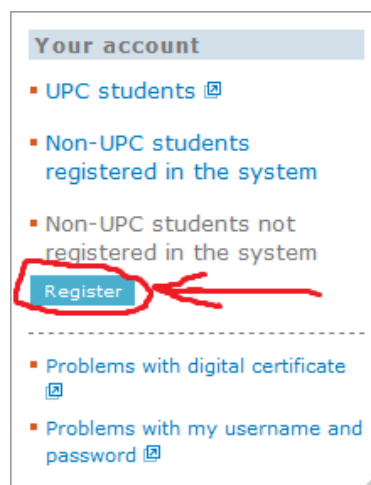 Your account
UPC students
Non-UPC students
registered in the system
Non-UPC students not
registered in the system
Register
Problems with digital certificate
Problems with my username and
password